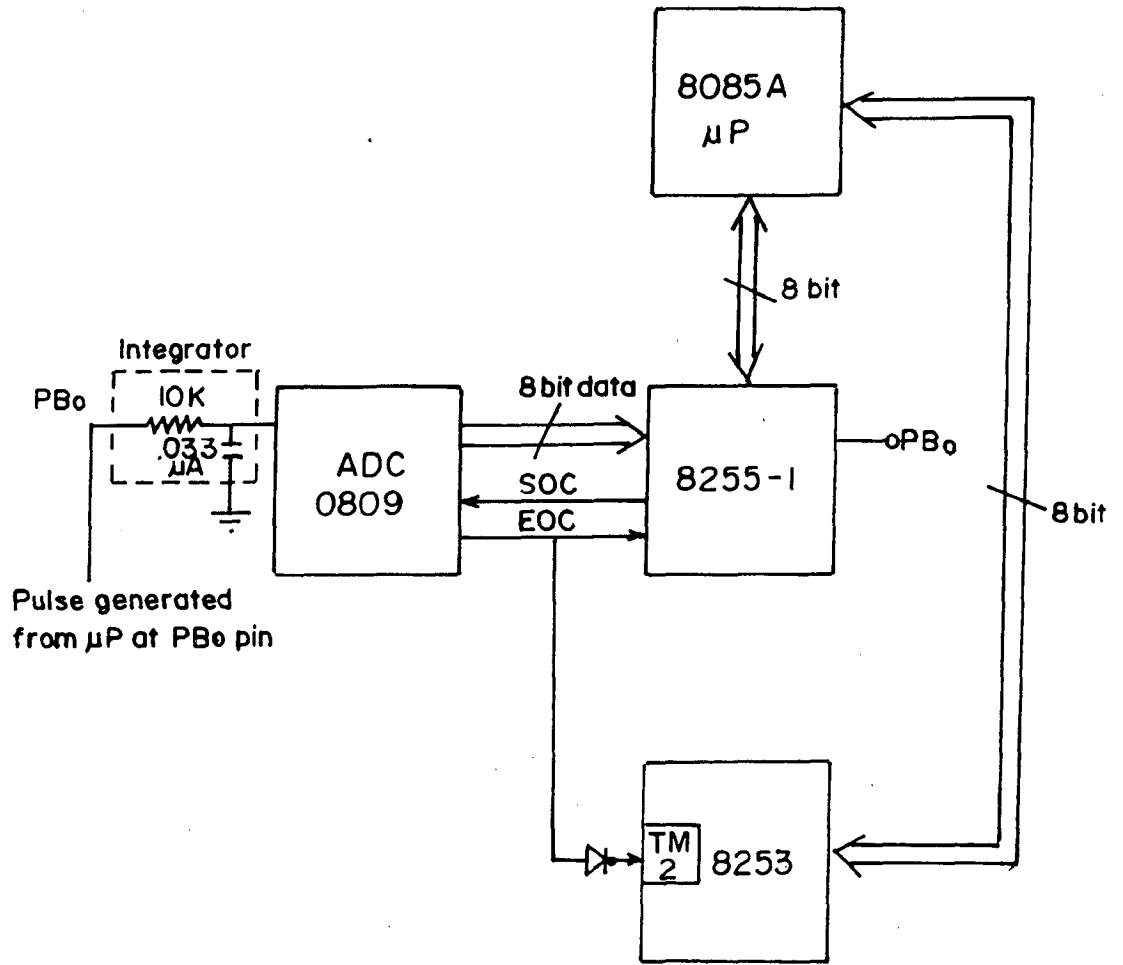 8085A
μP
8 bit
Integrator
PBo
10K
.033
μA
8 bit data
ADC
0809
SOC
EOC
8255-1
PBo
8 bit
Pulse generated
from μP at PBo pin
TM
2
8253